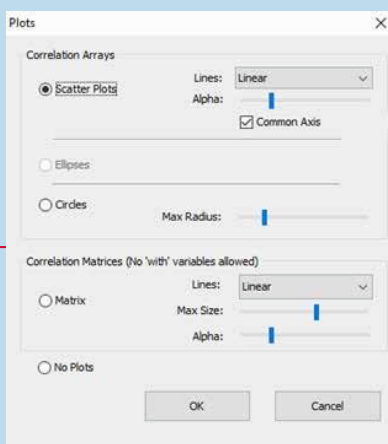 Plots
Correlation Arrays
Scatter Plots
Lines: Linear
Alpha:
Common Axis
Ellipses
Circles
Max Radius:
Correlation Matrices (No 'with' variables allowed)
Matrix
Lines: Linear
Max Size:
Alpha:
No Plots
OK Cancel